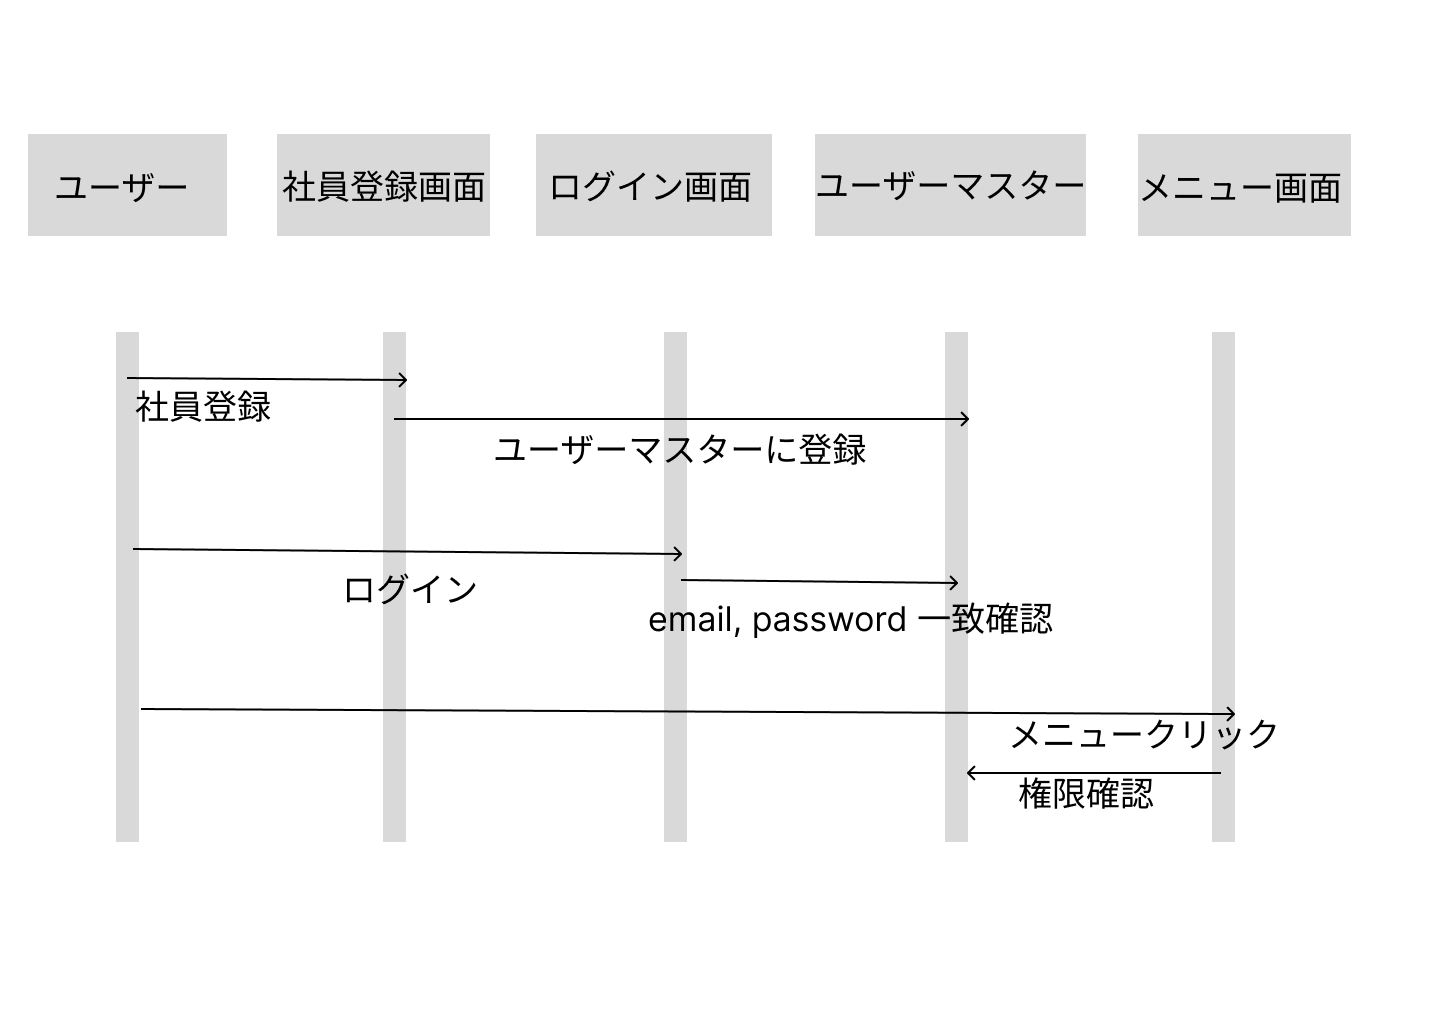 ユーザー
社員登録画面
ログイン画面
ユーザーマスター
メニュー画面
社員登録
ユーザーマスターに登録
ログイン
email, password 一致確認
メニュークリック
権限確認